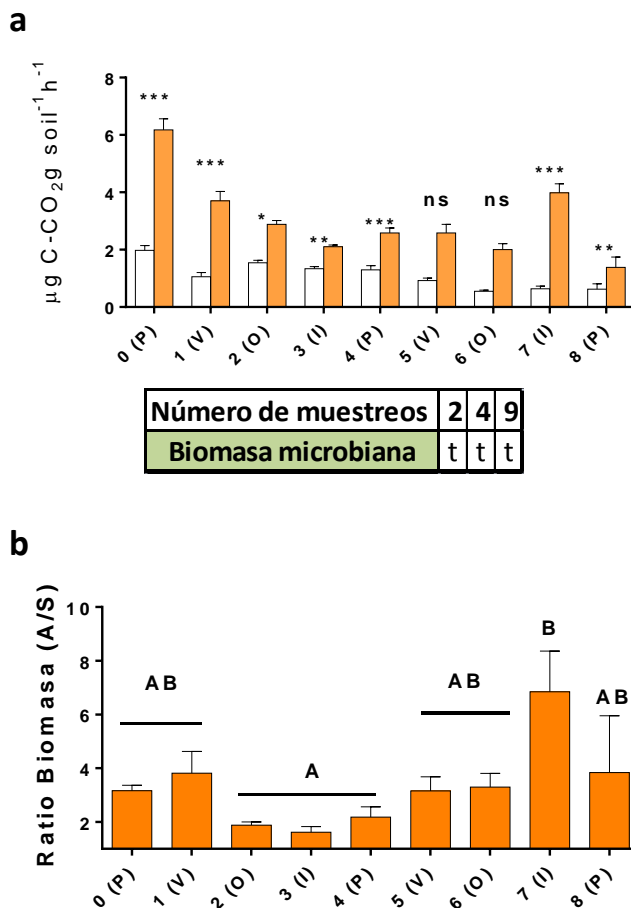 a
µg C-CO₂g soil⁻¹h⁻¹
8
6
4
2
0
***
***
*
**
***
ns
ns
***
**
0 (P)
1 (V)
2 (O)
3 (I)
4 (P)
5 (V)
6 (O)
7 (I)
8 (P)
Número de muestreos 2 4 9
Biomasa microbiana t t t
b
Ratio Biomasa (A/S)
10
8
6
4
2
AB
A
AB
B
AB
0 (P)
1 (V)
2 (O)
3 (I)
4 (P)
5 (V)
6 (O)
7 (I)
8 (P)